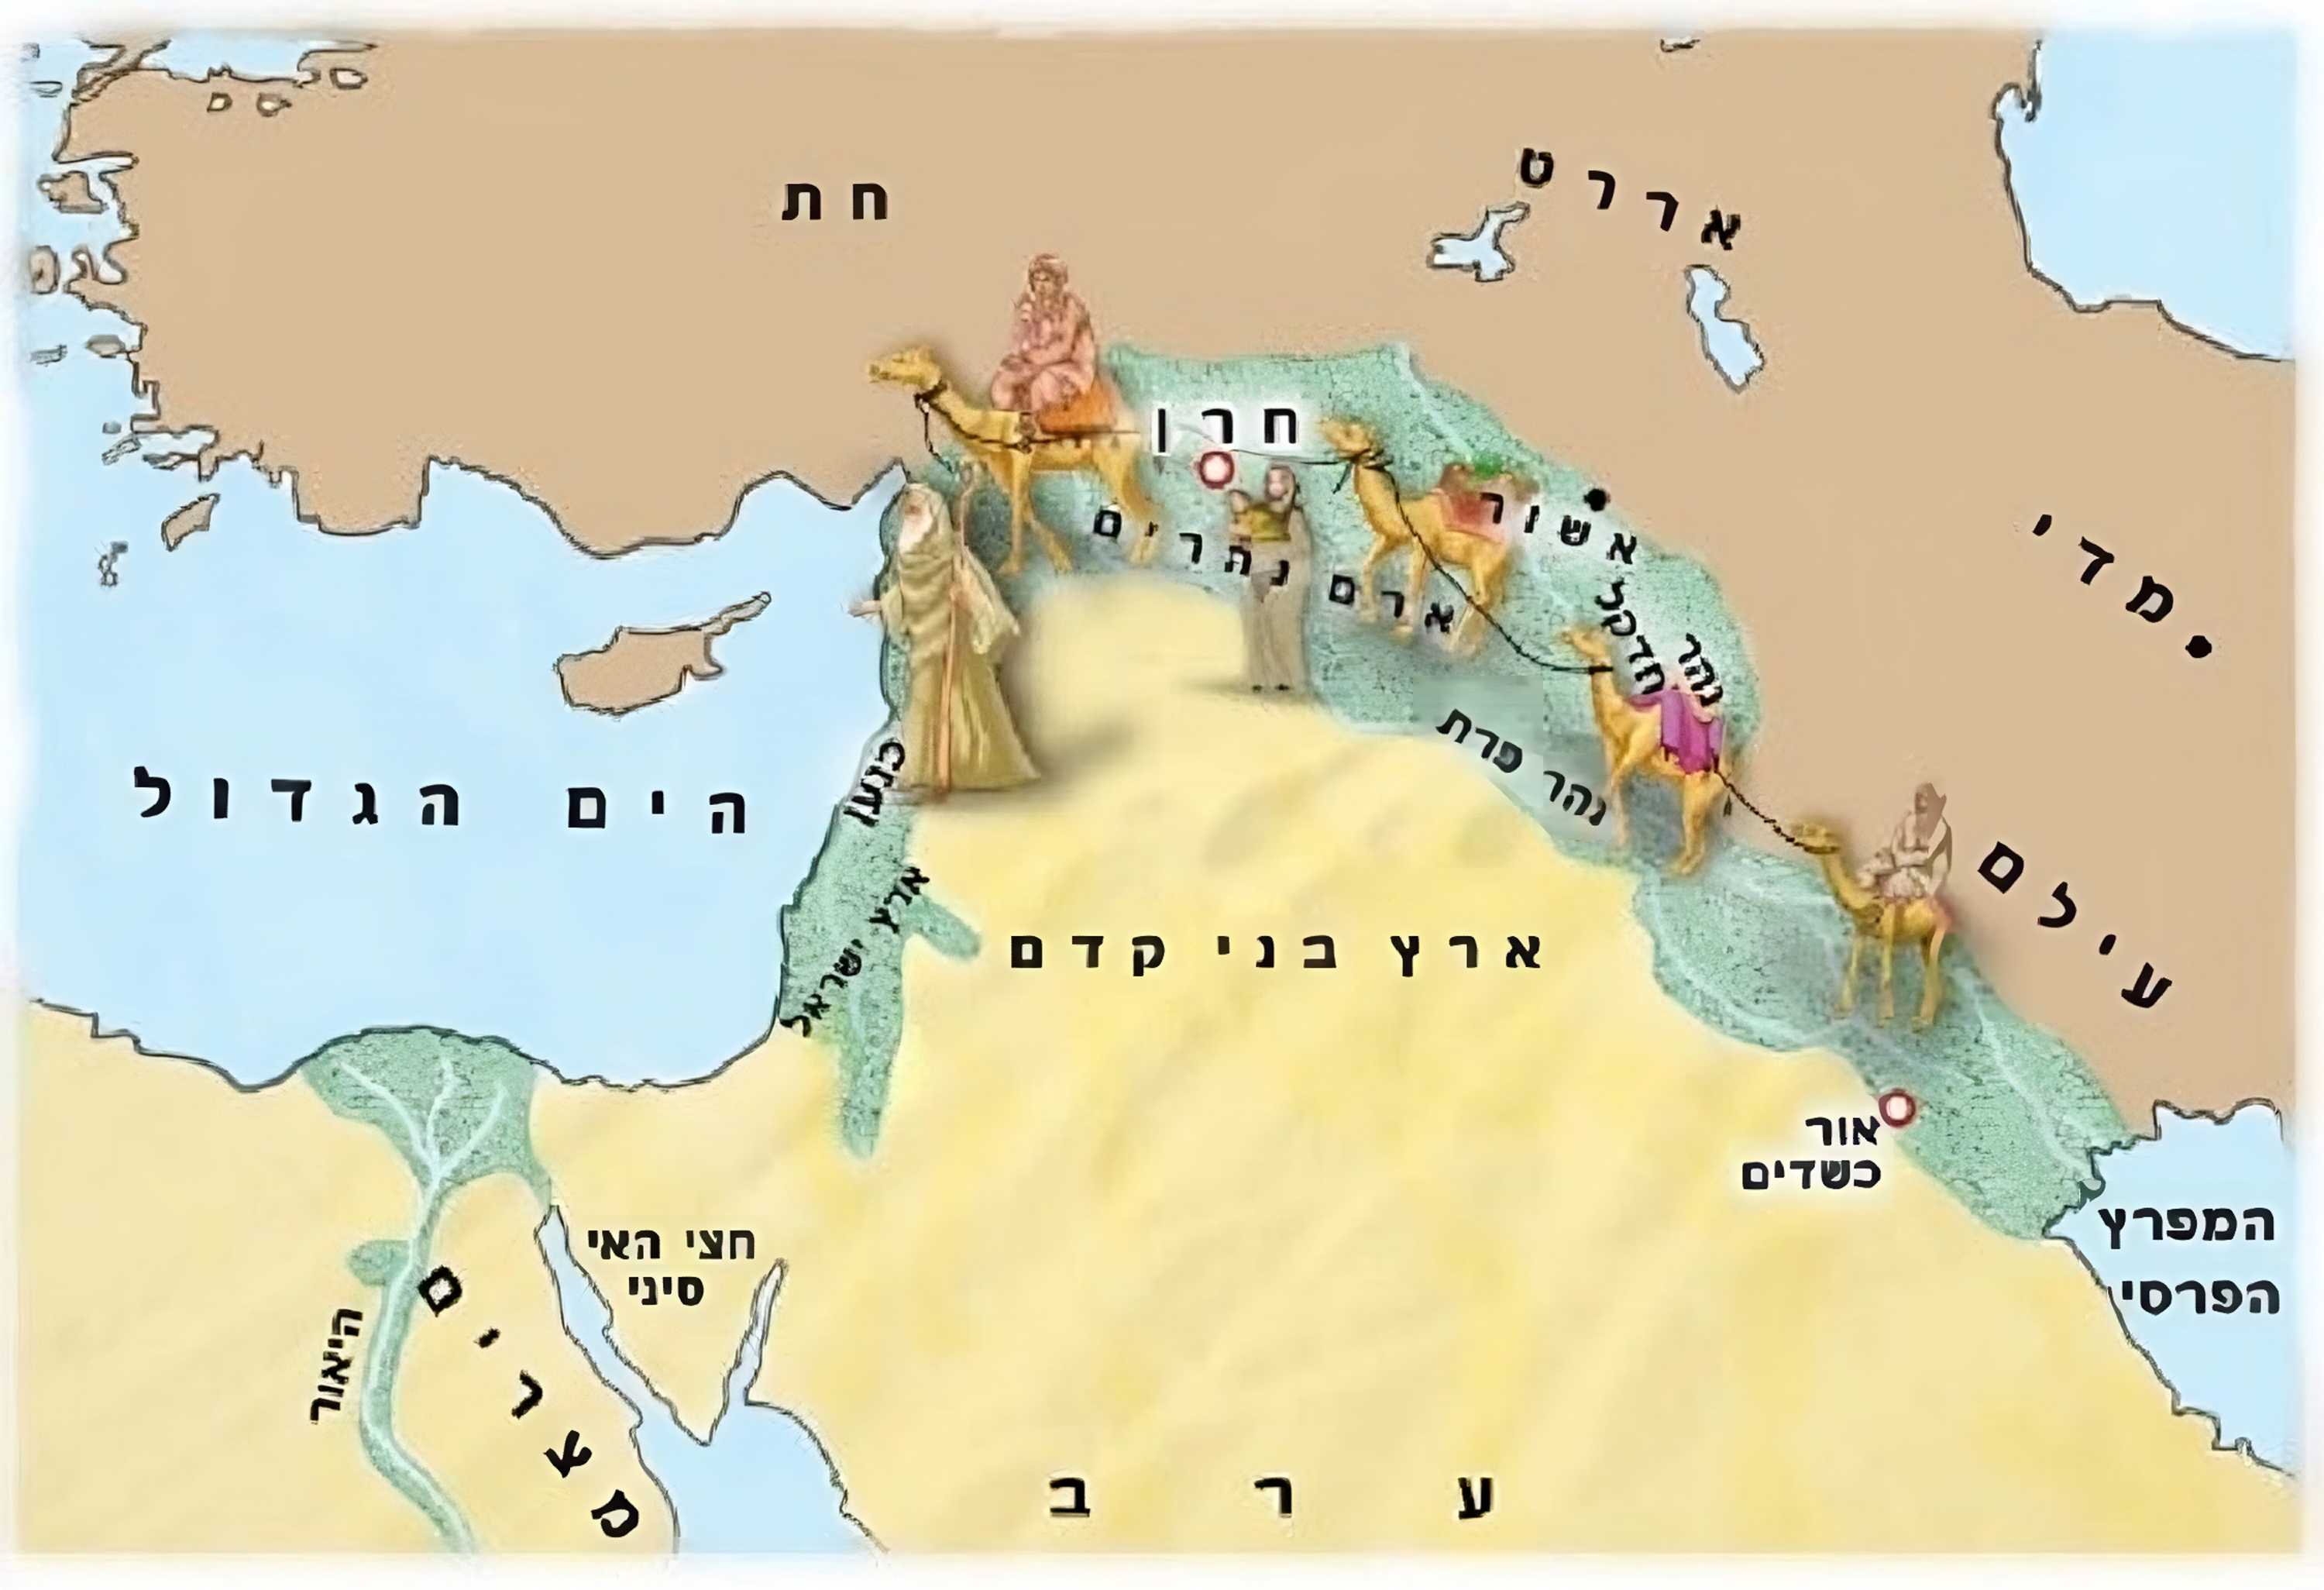 אררט
חת
חרן
אשור
ארם נהרים
מדי
נהר
חדקל
נהר פרת
הים הגדול
כנען
ארץ ישראל
ארץ בני קדם
עילם
אור
כשדים
המפרץ
הפרסי
חצי האי
סיני
היאור
מצרים
ערב